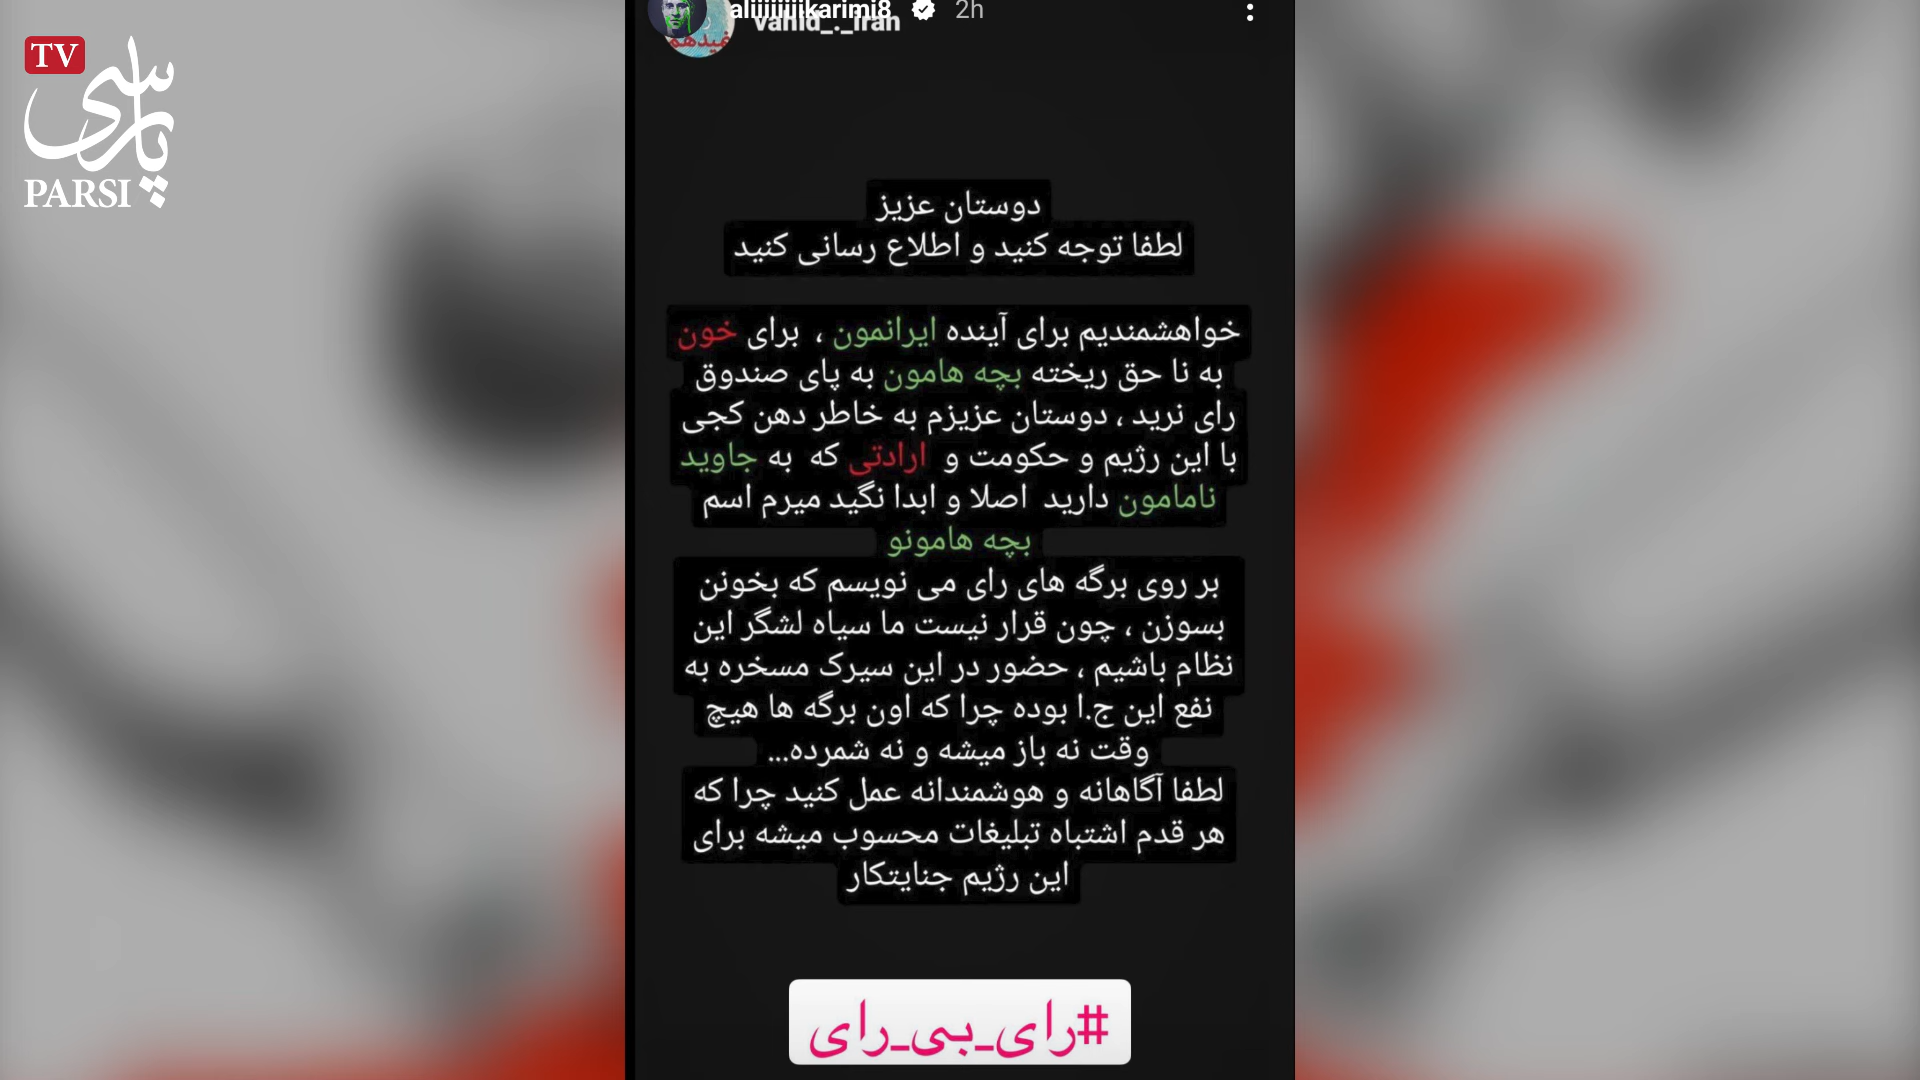 TV
پارسی
PARSI
aliiiiiiiikarimi8 2h
vahid_._iran
نمیدهم
دوستان عزیز
لطفا توجه کنید و اطلاع رسانی کنید
خواهشمندیم برای آینده ایرانمون ، برای خون
به نا حق ریخته بچه هامون به پای صندوق
رای نرید ، دوستان عزیزم به خاطر دهن کجی
با این رژیم و حکومت و ارادتی که به جاوید
نامامون دارید اصلا و ابدا نگید میرم اسم
بچه هامونو
بر روی برگه های رای می نویسم که بخونن
بسوزن ، چون قرار نیست ما سیاه لشگر این
نظام باشیم ، حضور در این سیرک مسخره به
نفع این ج.ا بوده چرا که اون برگه ها هیچ
وقت نه باز میشه و نه شمرده...
لطفا آگاهانه و هوشمندانه عمل کنید چرا که
هر قدم اشتباه تبلیغات محسوب میشه برای
این رژیم جنایتکار
#رای_بی_رای